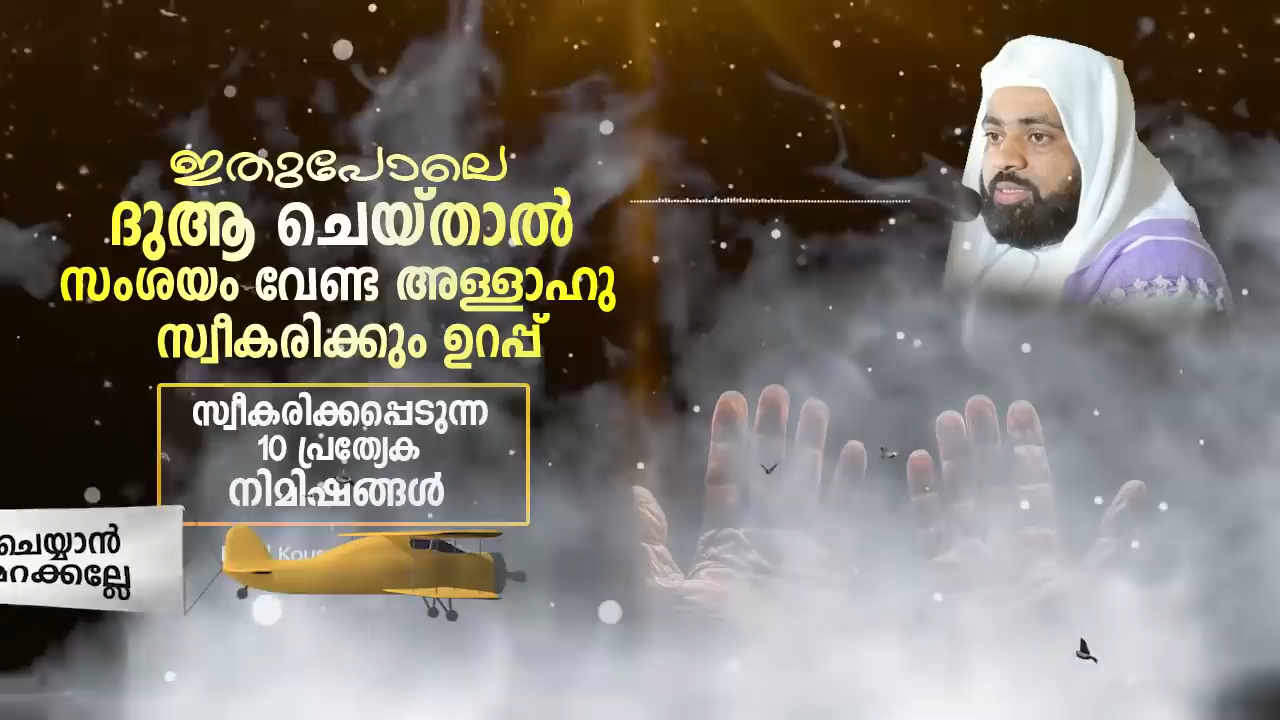 ഇതുപോലെ
ദുആ ചെയ്താൽ
സംശയം വേണ്ട അള്ളാഹു
സ്വീകരിക്കും ഉറപ്പ്
സ്വീകരിക്കപ്പെടുന്ന
10 പ്രത്യേക
നിമിഷങ്ങൾ
ചെയ്യാൻ
മറക്കല്ലേ